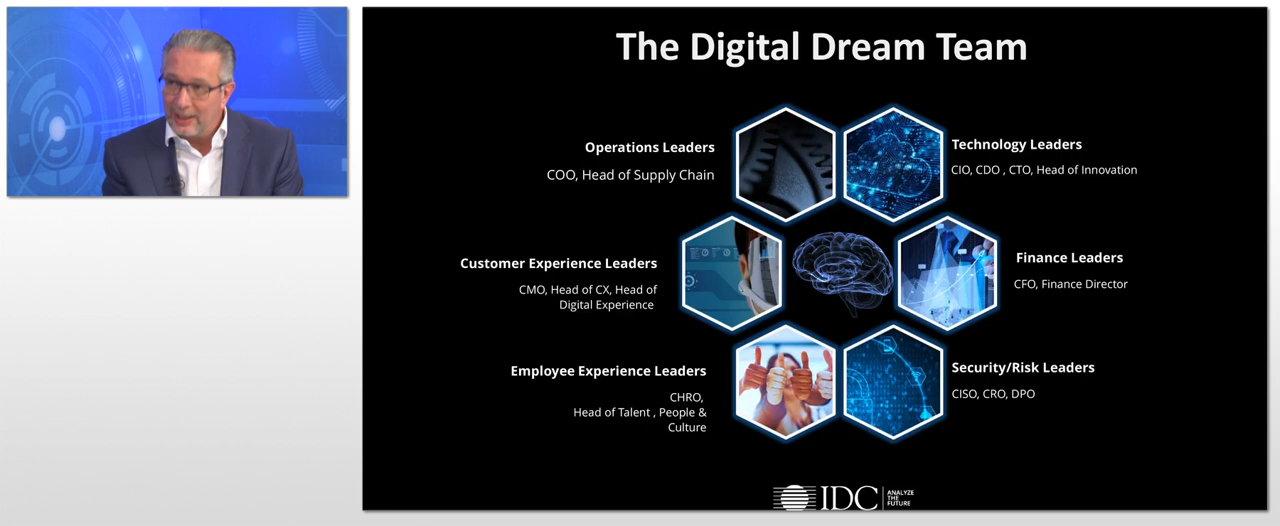 The Digital Dream Team
Operations Leaders
COO, Head of Supply Chain
Technology Leaders
CIO, CDO , CTO, Head of Innovation
Customer Experience Leaders
CMO, Head of CX, Head of
Digital Experience
Finance Leaders
CFO, Finance Director
Employee Experience Leaders
CHRO,
Head of Talent , People &
Culture
Security/Risk Leaders
CISO, CRO, DPO
IDC
ANALYZE
THE
FUTURE